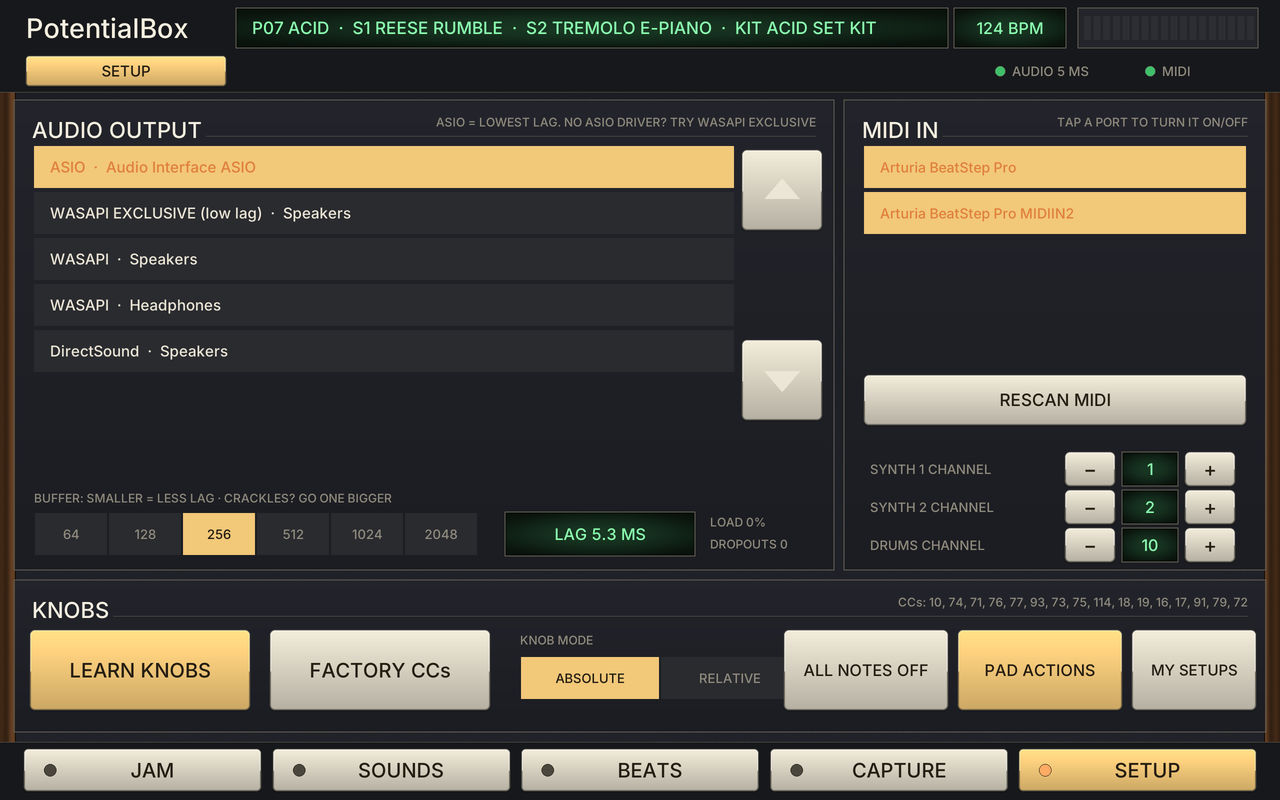 PotentialBox
P07 ACID · S1 REESE RUMBLE · S2 TREMOLO E-PIANO · KIT ACID SET KIT
124 BPM
SETUP
AUDIO 5 MS
MIDI
AUDIO OUTPUT
ASIO = LOWEST LAG. NO ASIO DRIVER? TRY WASAPI EXCLUSIVE
ASIO · Audio Interface ASIO
WASAPI EXCLUSIVE (low lag) · Speakers
WASAPI · Speakers
WASAPI · Headphones
DirectSound · Speakers
BUFFER: SMALLER = LESS LAG · CRACKLES? GO ONE BIGGER
64
128
256
512
1024
2048
LAG 5.3 MS
LOAD 0%
DROPOUTS 0
MIDI IN
TAP A PORT TO TURN IT ON/OFF
Arturia BeatStep Pro
Arturia BeatStep Pro MIDIIN2
RESCAN MIDI
SYNTH 1 CHANNEL
– 1 +
SYNTH 2 CHANNEL
– 2 +
DRUMS CHANNEL
– 10 +
KNOBS
CCs: 10, 74, 71, 76, 77, 93, 73, 75, 114, 18, 19, 16, 17, 91, 79, 72
LEARN KNOBS
FACTORY CCs
KNOB MODE
ABSOLUTE
RELATIVE
ALL NOTES OFF
PAD ACTIONS
MY SETUPS
JAM
SOUNDS
BEATS
CAPTURE
SETUP